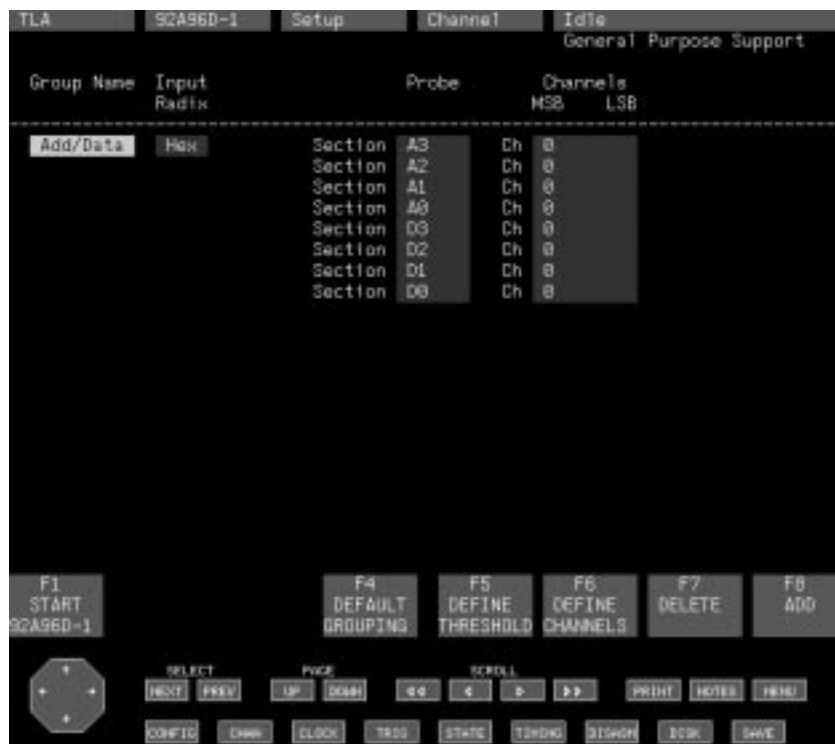 TLA 92A96D-1 Setup Channel Idle
General Purpose Support
Group Name Input Probe Channels
Radix MSB LSB
Add/Data Hex Section A3 Ch 0
Section A2 Ch 0
Section A1 Ch 0
Section A0 Ch 0
Section D3 Ch 0
Section D2 Ch 0
Section D1 Ch 0
Section D0 Ch 0
F1 F4 F5 F6 F7 F8
START DEFAULT DEFINE DEFINE DELETE ADD
92A96D-1 GROUPING THRESHOLD CHANNELS
SELECT PAGE SCROLL
NEXT PREV UP DOWN PRINT NOTES MENU
CONFIG CHAN CLOCK TRIG STATE TIMING DISASM DISK SAVE